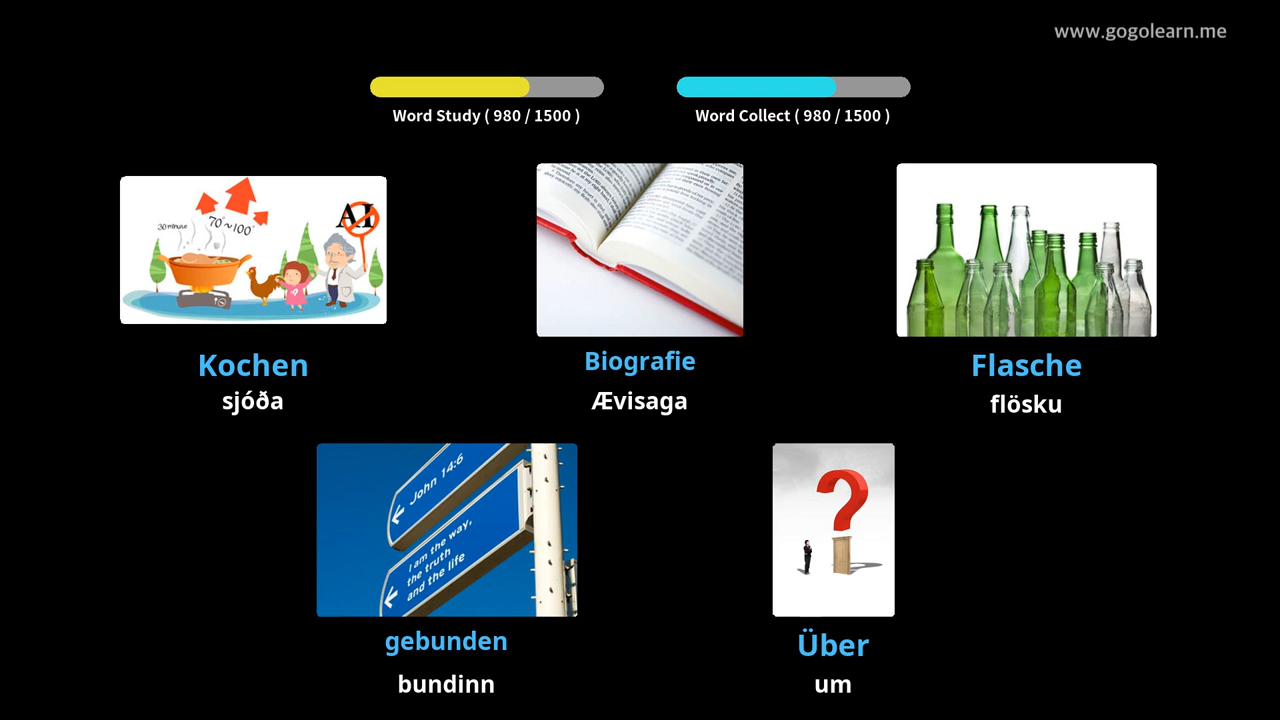 www.gogolearn.me
Word Study ( 980 / 1500 )
Word Collect ( 980 / 1500 )
30 minute
70°~100°
AI
Kochen
sjóða
Biografie
Ævisaga
Flasche
flösku
John 14:6
I am the way,
the truth
and the life
gebunden
bundinn
?
Über
um